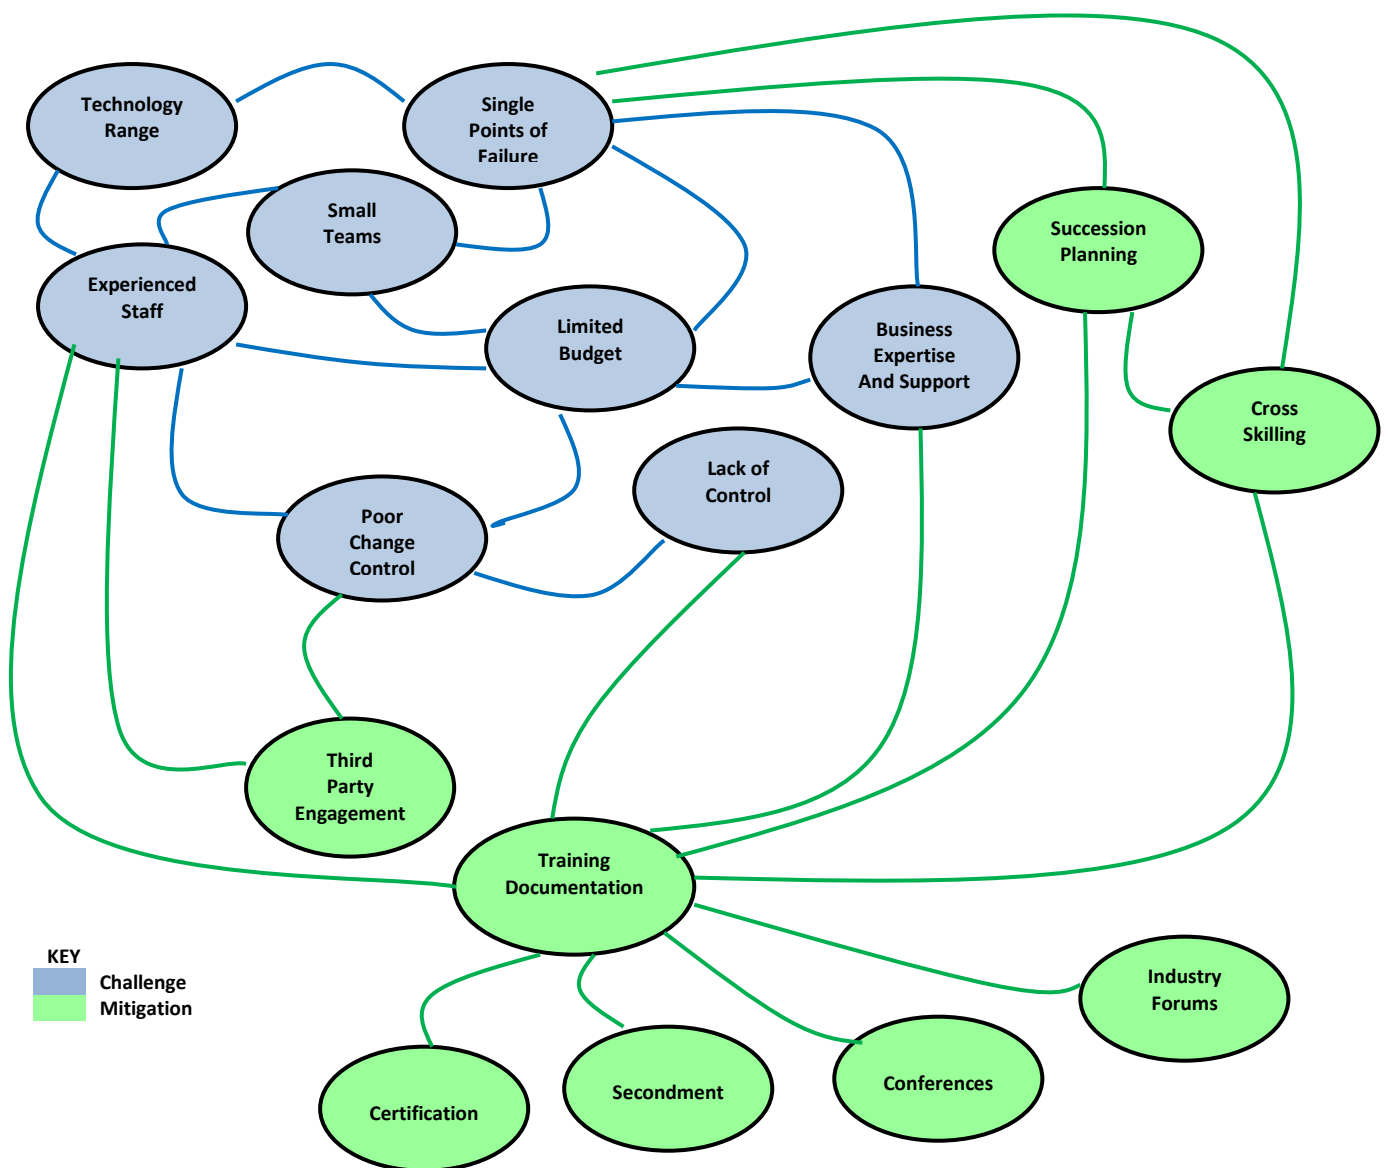 Technology
Range
Single
Points of
Failure
Small
Teams
Succession
Planning
Experienced
Staff
Limited
Budget
Business
Expertise
And Support
Cross
Skilling
Lack of
Control
Poor
Change
Control
Third
Party
Engagement
Training
Documentation
KEY
Challenge
Mitigation
Industry
Forums
Certification
Secondment
Conferences